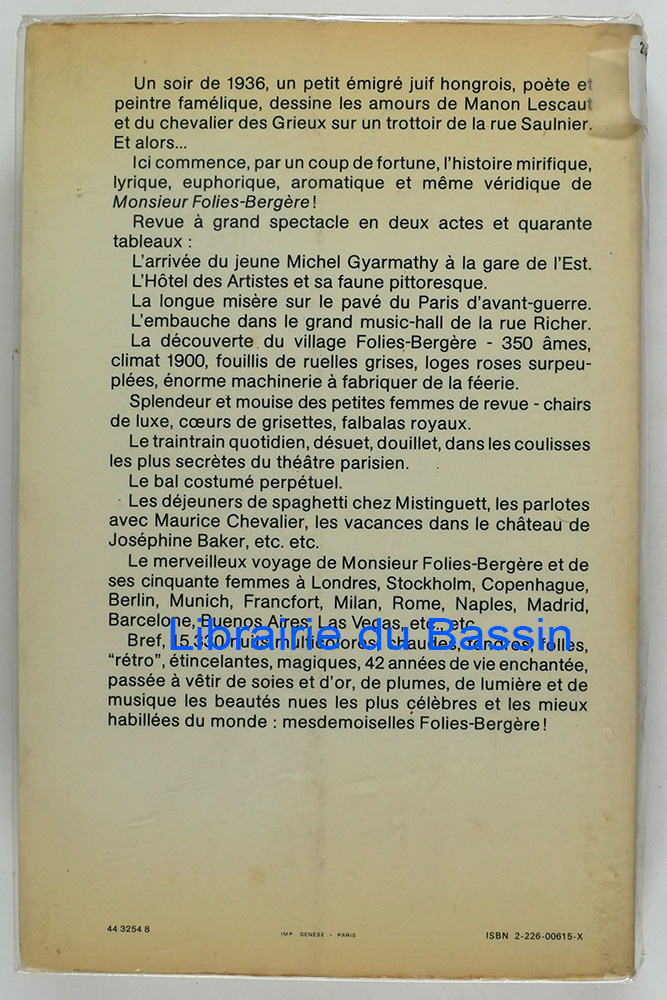 Un soir de 1936, un petit émigré juif hongrois, poète et
peintre famélique, dessine les amours de Manon Lescaut
et du chevalier des Grieux sur un trottoir de la rue Saulnier.
Et alors...
Ici commence, par un coup de fortune, l'histoire mirifique,
lyrique, euphorique, aromatique et même véridique de
Monsieur Folies-Bergère !
Revue à grand spectacle en deux actes et quarante
tableaux :
L'arrivée du jeune Michel Gyarmathy à la gare de l'Est.
L'Hôtel des Artistes et sa faune pittoresque.
La longue misère sur le pavé du Paris d'avant-guerre.
L'embauche dans le grand music-hall de la rue Richer.
La découverte du village Folies-Bergère - 350 âmes,
climat 1900, fouillis de ruelles grises, loges roses surpeu-
plées, énorme machinerie à fabriquer de la féerie.
Splendeur et mouise des petites femmes de revue - chairs
de luxe, cœurs de grisettes, falbalas royaux.
Le traintrain quotidien, désuet, douillet, dans les coulisses
les plus secrètes du théâtre parisien.
Le bal costumé perpétuel.
Les déjeuners de spaghetti chez Mistinguett, les parlotes
avec Maurice Chevalier, les vacances dans le château de
Joséphine Baker, etc. etc.
Le merveilleux voyage de Monsieur Folies-Bergère et de
ses cinquante femmes à Londres, Stockholm, Copenhague,
Berlin, Munich, Francfort, Milan, Rome, Naples, Madrid,
Barcelone, Buenos Aires, Las Vegas, etc., etc.
Librairie du Bassin
Bref, 15 330 nuits multicolores, chaudes, tendres, folles,
“rétro”, étincelantes, magiques, 42 années de vie enchantée,
passée à vêtir de soies et d'or, de plumes, de lumière et de
musique les beautés nues les plus célèbres et les mieux
habillées du monde : mesdemoiselles Folies-Bergère !
44 3254 8
IMP. GENÈSE - PARIS
ISBN 2-226-00615-X